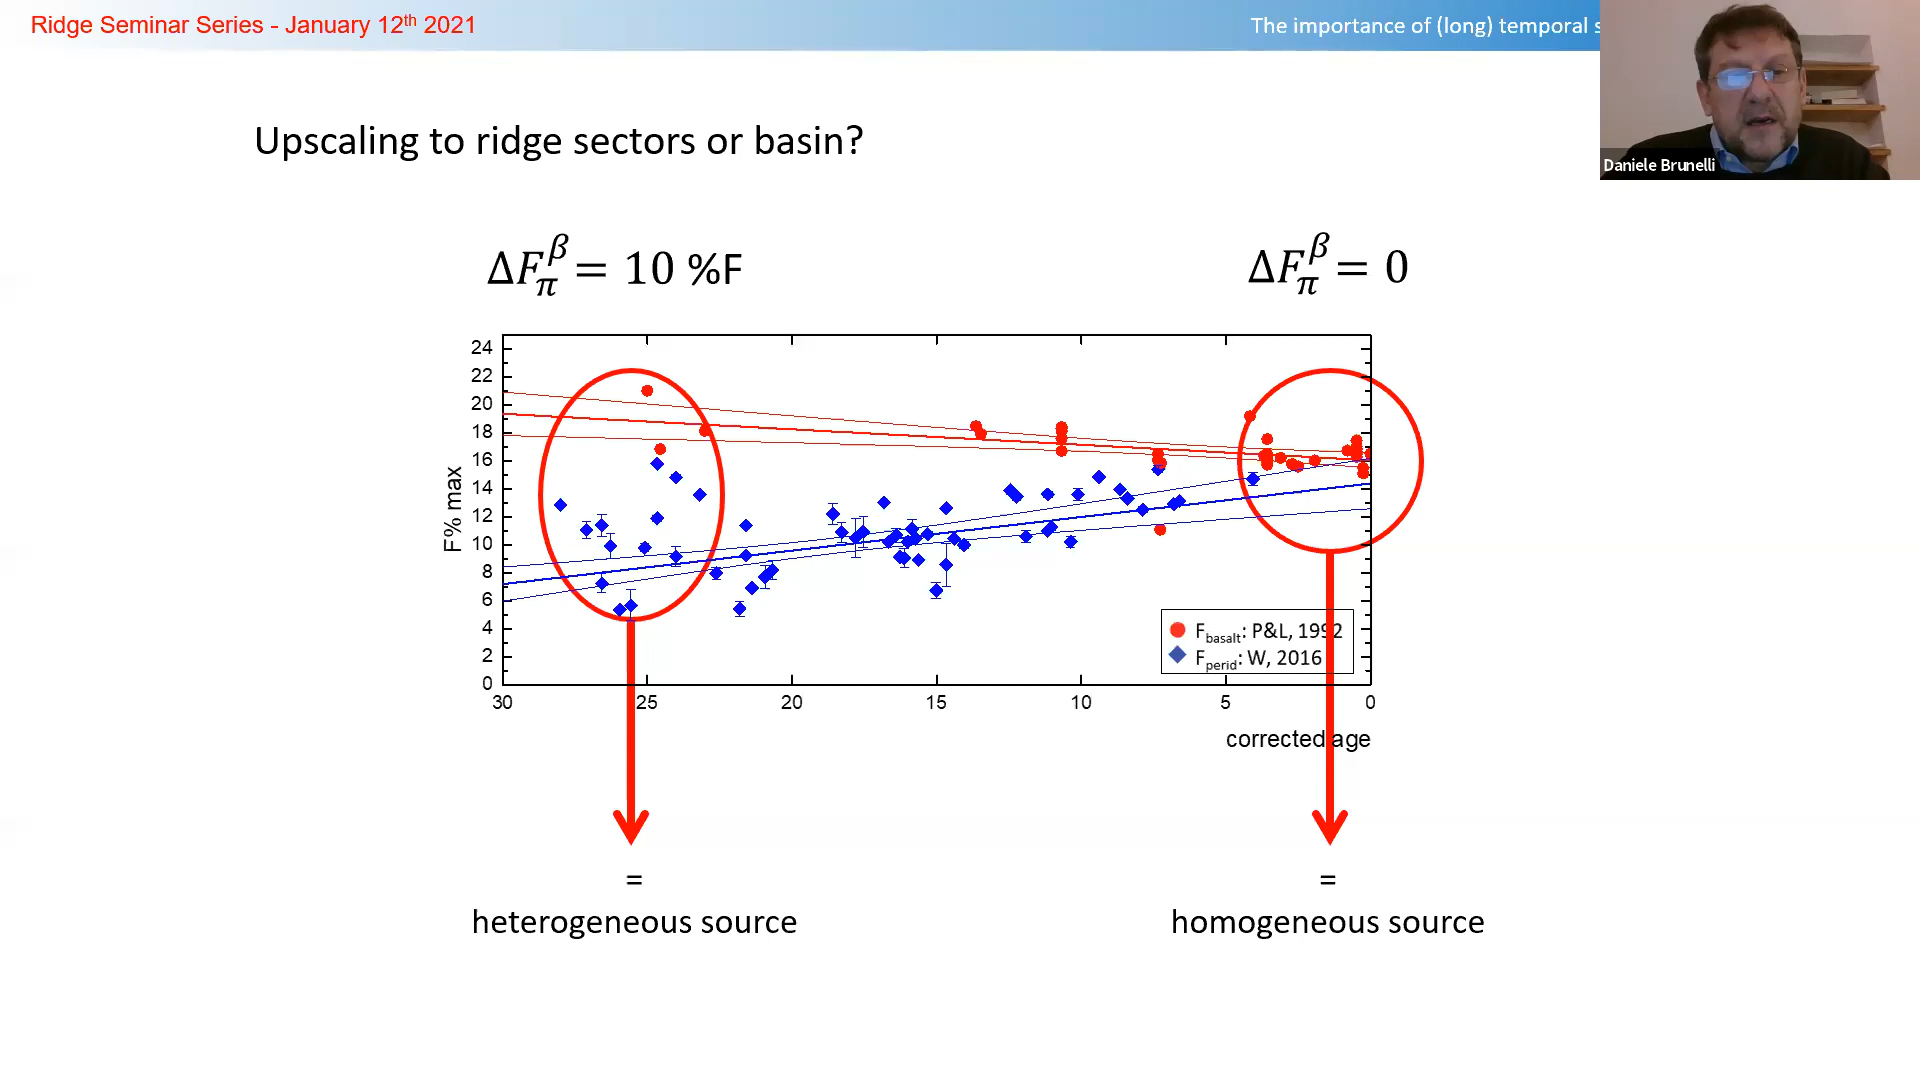 Ridge Seminar Series - January 12th 2021
The importance of (long) temporal
Daniele Brunelli
Upscaling to ridge sectors or basin?
ΔF_π^β = 10 %F
ΔF_π^β = 0
24
22
20
18
16
14
12
10
8
6
4
2
0
F% max
F_basalt: P&L, 1992
F_perid: W, 2016
30 25 20 15 10 5 0
corrected age
= =
heterogeneous source homogeneous source